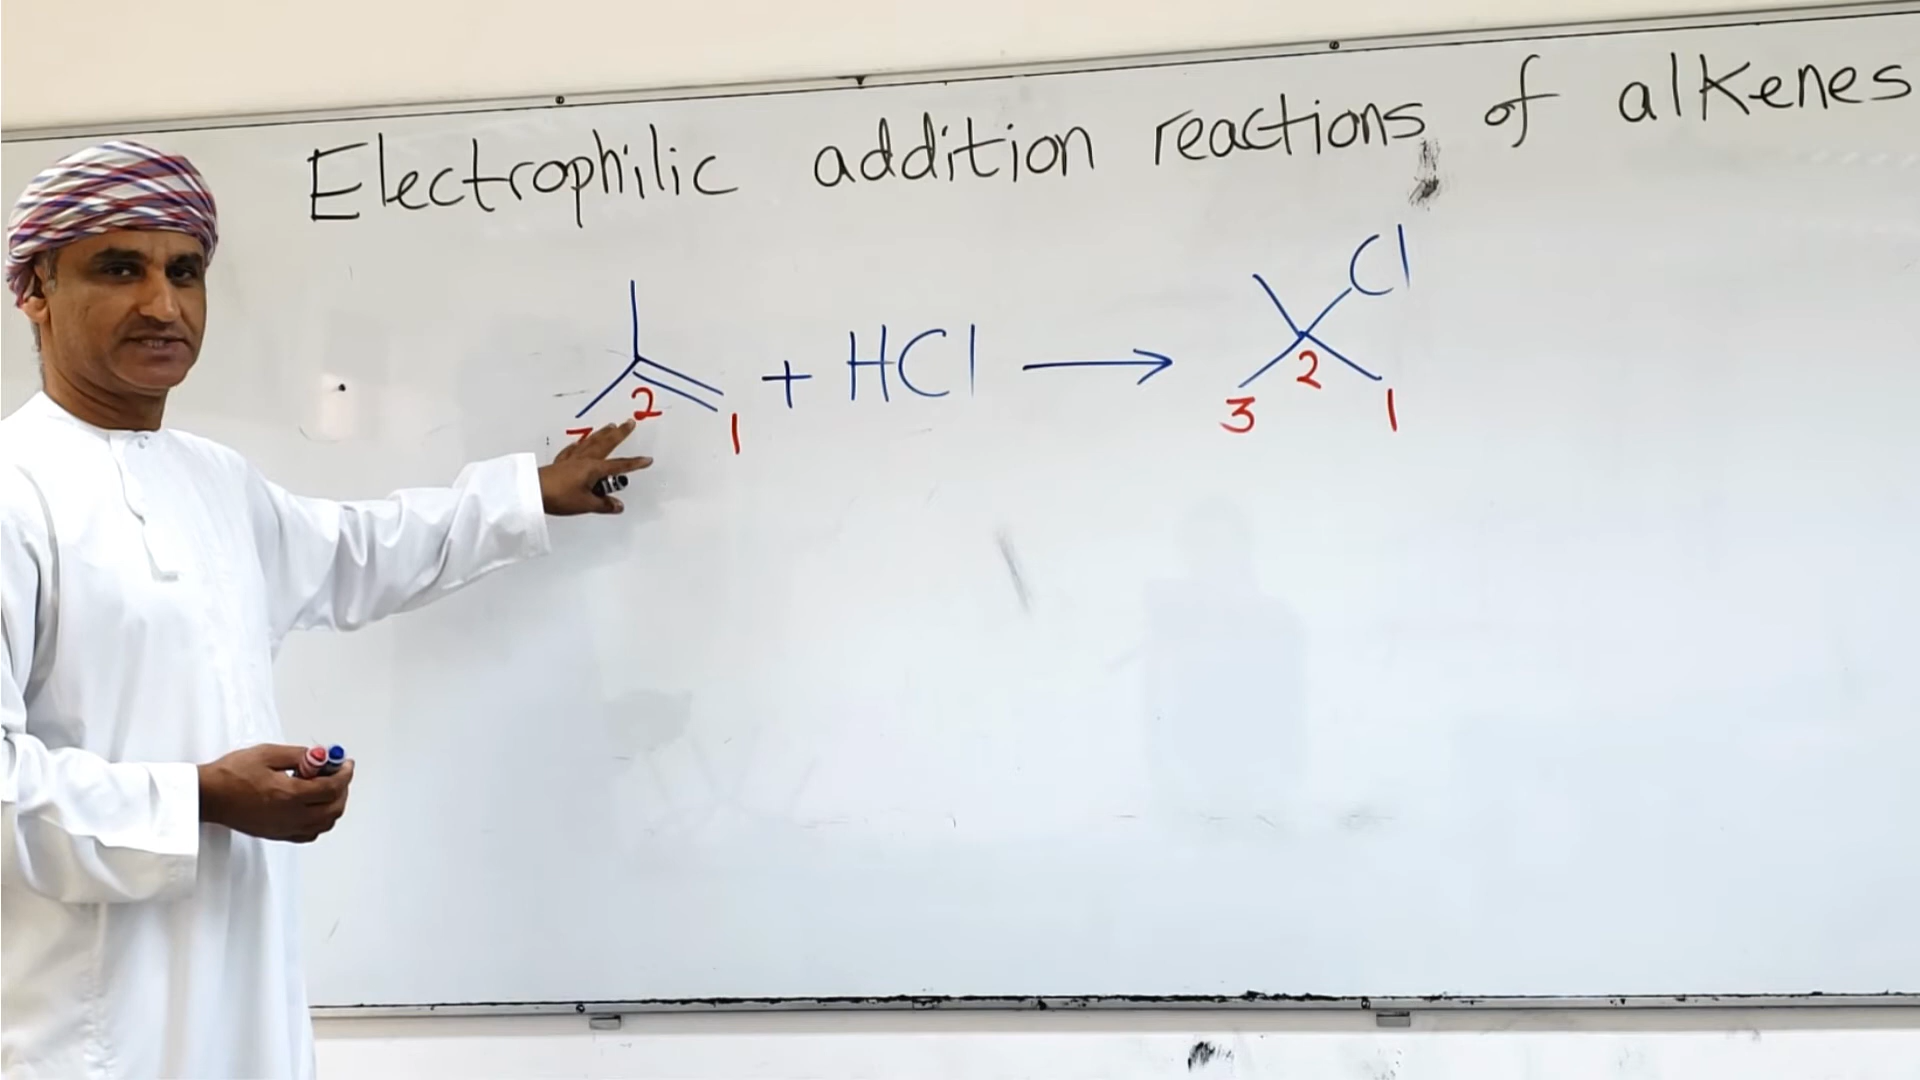 Electrophilic addition reactions of alkenes
+ HCl → Cl
2 1 3 2 1